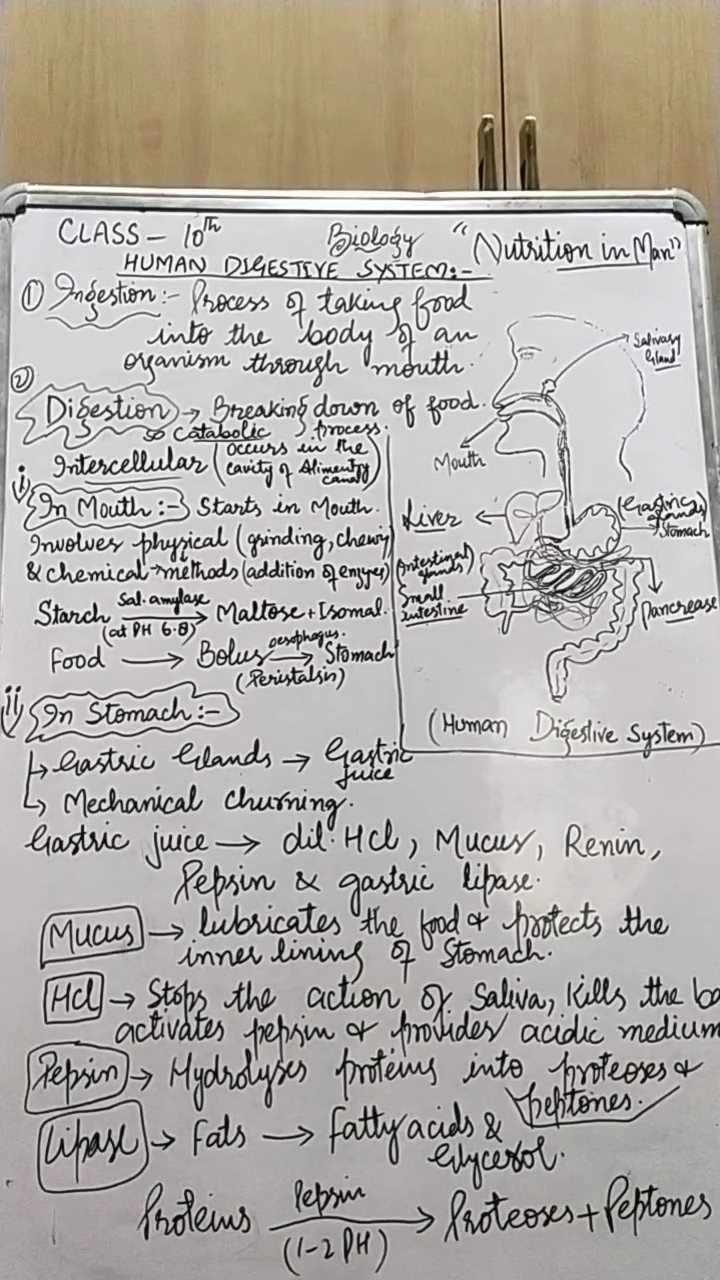 CLASS – 10th Biology "Nutrition in Man"
HUMAN DIGESTIVE SYSTEM:-
① Ingestion:- Process of taking food
into the body of an
organism through mouth.
② Digestion → Breaking down of food.
Catabolic process.
i Intercellular (occurs in the
cavity of Alimentry
canal)
In Mouth :- Starts in Mouth.
Involves physical (grinding, chewing
& chemical → methods (addition of enzymes)
Starch Sal. amylase → Maltose + Isomal.
(at PH 6.8)
Food → Bolus oesophagus. → Stomach
(Peristalsis)
Salivary
Gland
Mouth
Liver
(Gastric
glands)
Stomach
(Intestinal
glands)
Small
intestine
Pancrease
(Human Digestive System)
ii In Stomach:-
↳ Gastric Glands → Gastric
juice
↳ Mechanical churning.
Gastric juice → dil. Hcl, Mucus, Renin,
Pepsin & gastric lipase.
Mucus → lubricates the food & protects the
inner lining of Stomach.
Hcl → Stops the action of Saliva, kills the ba
activates pepsin & provides acidic medium
Pepsin → Hydrolyses proteins into proteoses &
peptones.
Lipase → Fats → Fatty acids &
Glycerol.
Proteins Pepsin → Proteoses + Peptones
(1-2 PH)